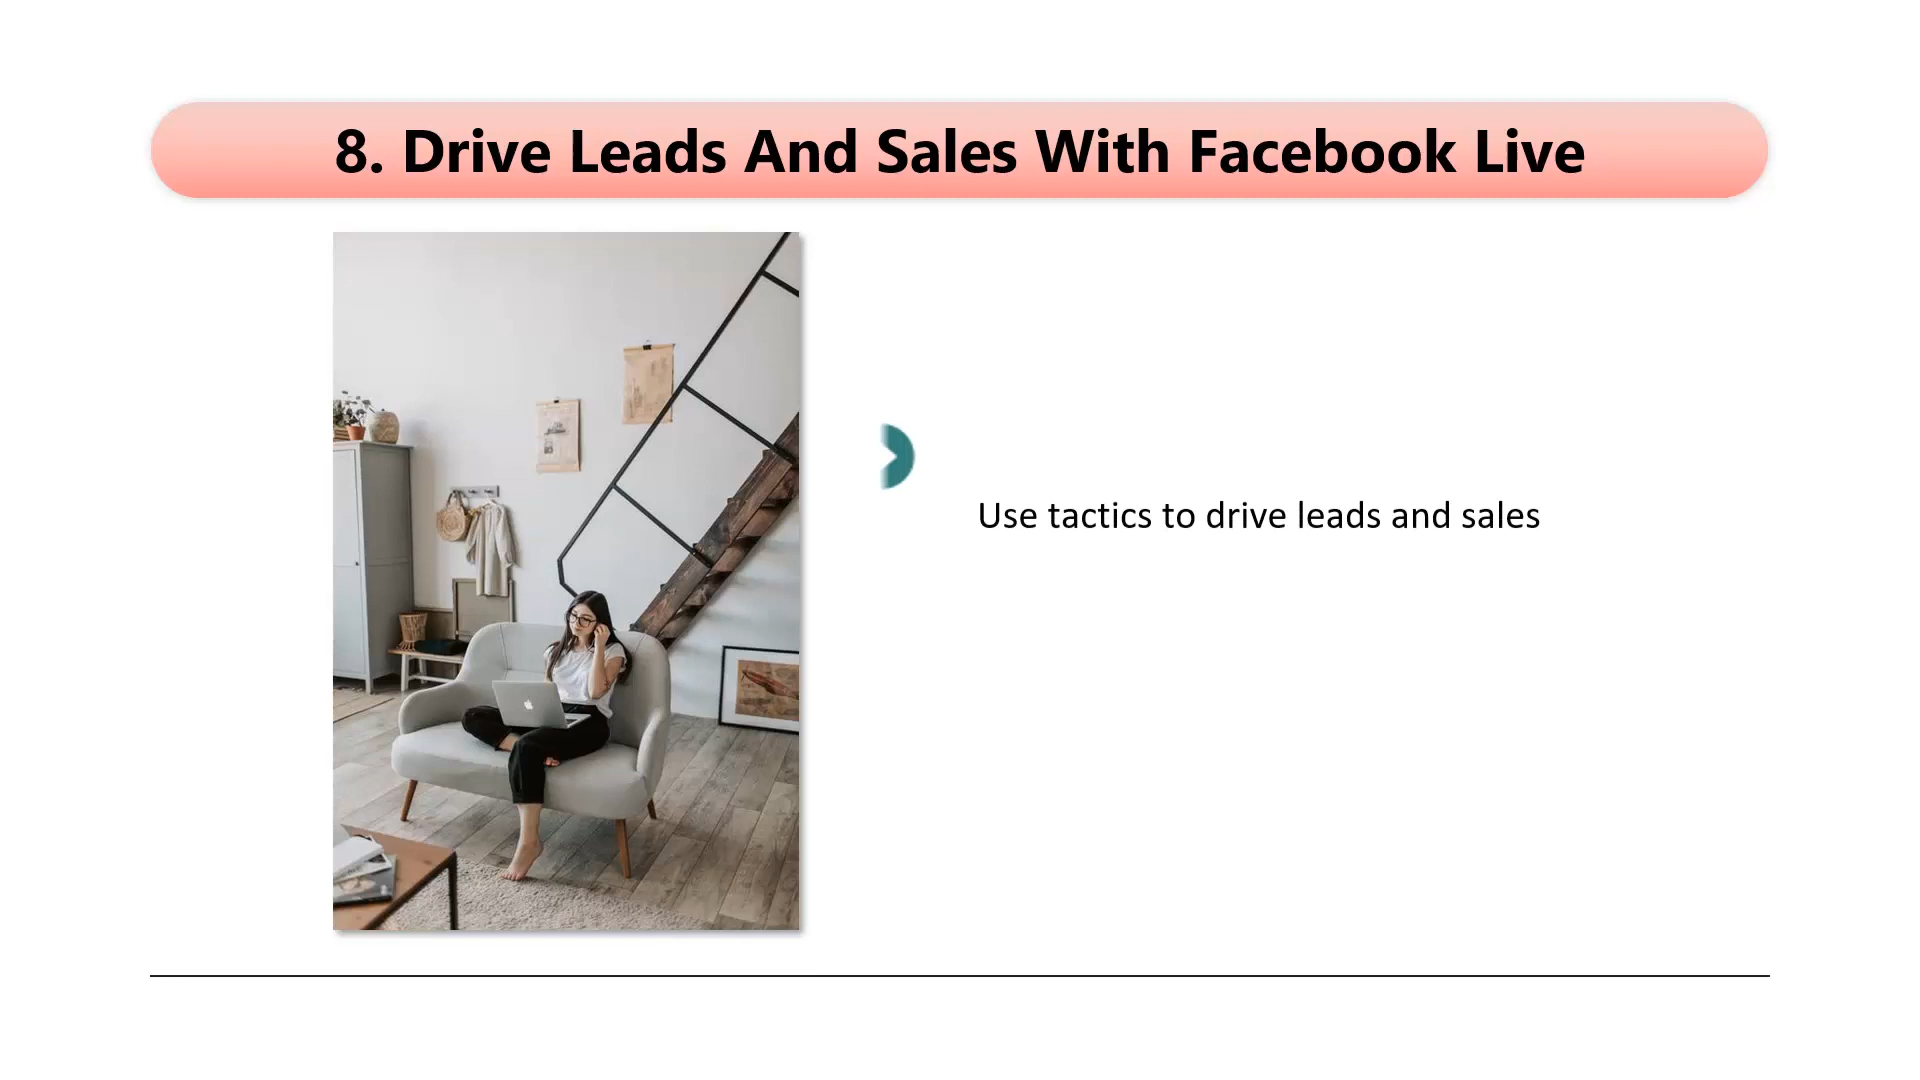 8. Drive Leads And Sales With Facebook Live
Use tactics to drive leads and sales